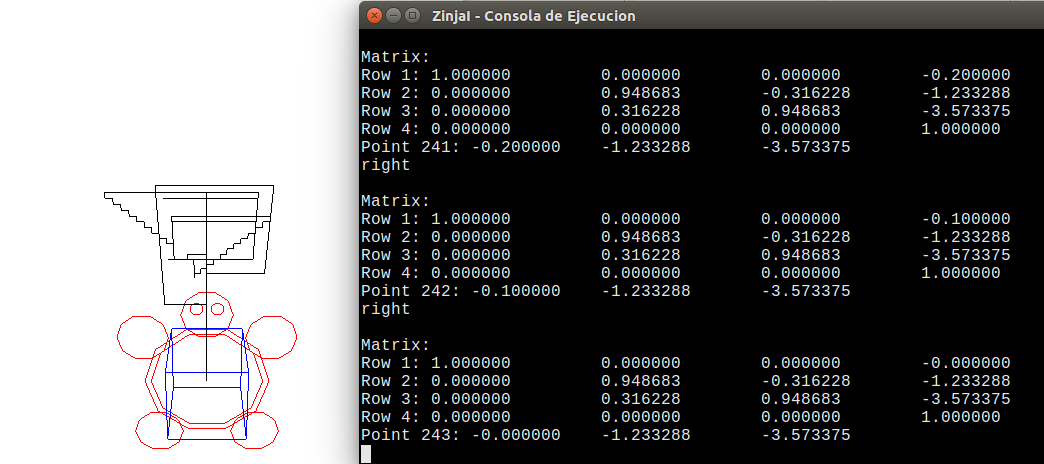 ZinjaI - Consola de Ejecucion
Matrix:
Row 1: 1.000000 0.000000 0.000000 -0.200000
Row 2: 0.000000 0.948683 -0.316228 -1.233288
Row 3: 0.000000 0.316228 0.948683 -3.573375
Row 4: 0.000000 0.000000 0.000000 1.000000
Point 241: -0.200000 -1.233288 -3.573375
right
Matrix:
Row 1: 1.000000 0.000000 0.000000 -0.100000
Row 2: 0.000000 0.948683 -0.316228 -1.233288
Row 3: 0.000000 0.316228 0.948683 -3.573375
Row 4: 0.000000 0.000000 0.000000 1.000000
Point 242: -0.100000 -1.233288 -3.573375
right
Matrix:
Row 1: 1.000000 0.000000 0.000000 -0.000000
Row 2: 0.000000 0.948683 -0.316228 -1.233288
Row 3: 0.000000 0.316228 0.948683 -3.573375
Row 4: 0.000000 0.000000 0.000000 1.000000
Point 243: -0.000000 -1.233288 -3.573375